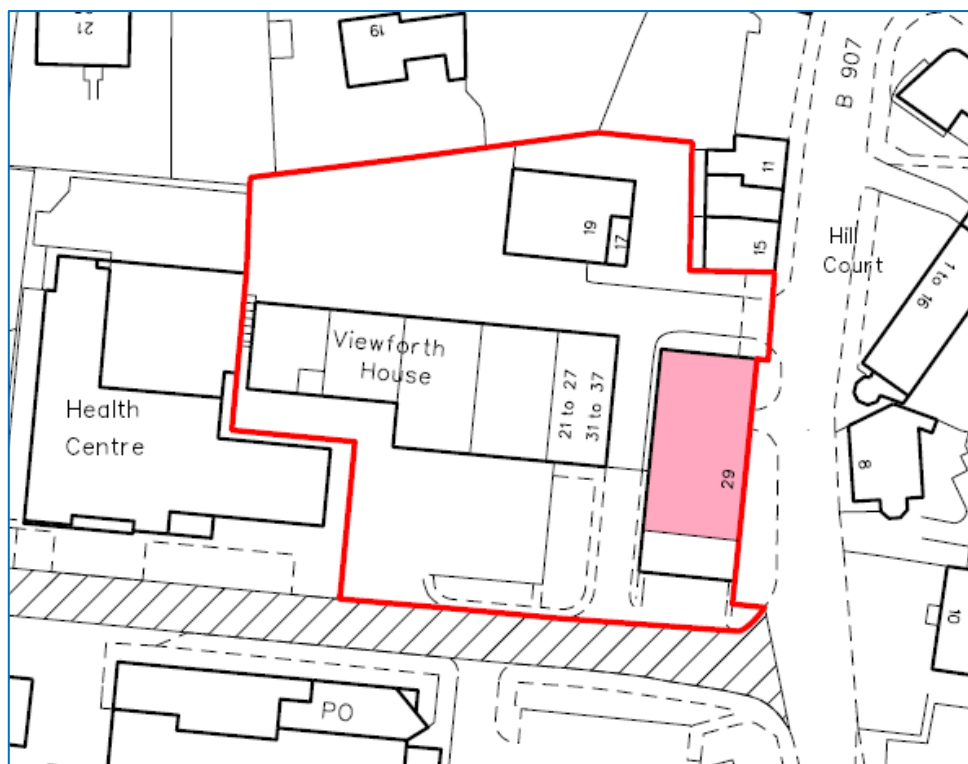 21
19
B 907
11
19
17
15
Hill
Court
1 to 16
Viewforth
House
21 to 27
31 to 37
Health
Centre
29
8
10
PO